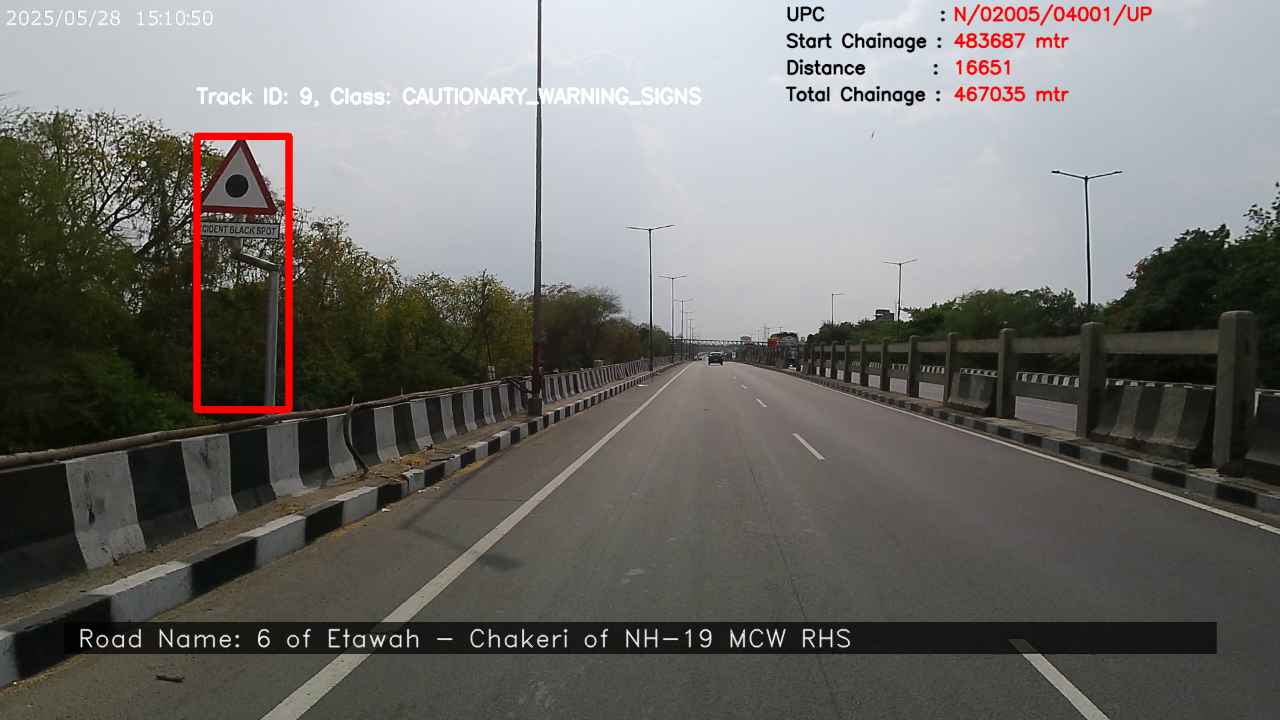 2025/05/28 15:10:50
UPC : N/02005/04001/UP
Start Chainage : 483687 mtr
Distance : 16651
Total Chainage : 467035 mtr
Track ID: 9, Class: CAUTIONARY_WARNING_SIGNS
CIDENT BLACK SPOT
Road Name: 6 of Etawah - Chakeri of NH-19 MCW RHS